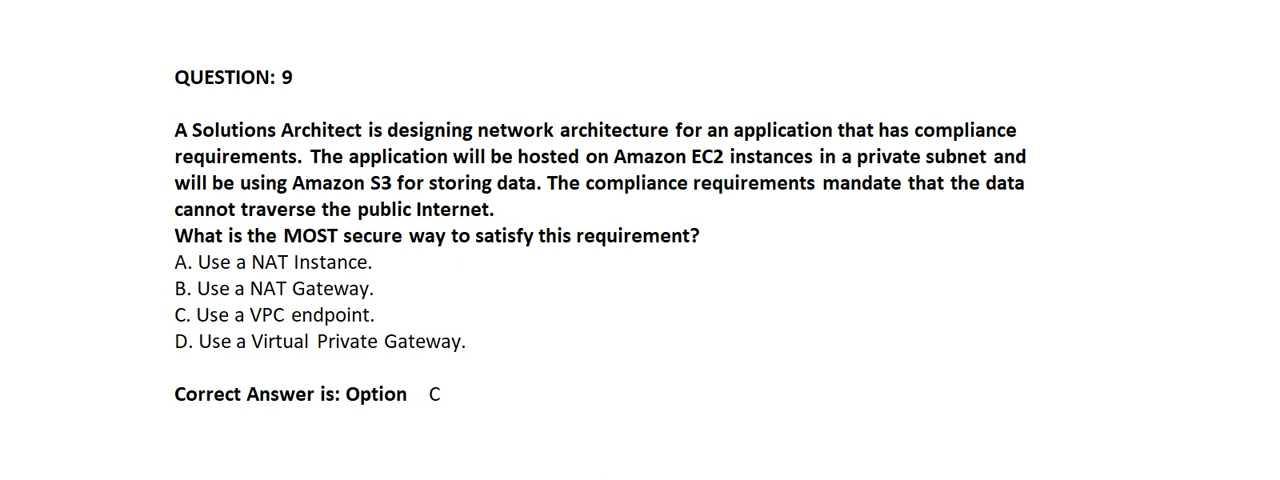 QUESTION: 9
A Solutions Architect is designing network architecture for an application that has compliance
requirements. The application will be hosted on Amazon EC2 instances in a private subnet and
will be using Amazon S3 for storing data. The compliance requirements mandate that the data
cannot traverse the public Internet.
What is the MOST secure way to satisfy this requirement?
A. Use a NAT Instance.
B. Use a NAT Gateway.
C. Use a VPC endpoint.
D. Use a Virtual Private Gateway.
Correct Answer is: Option C